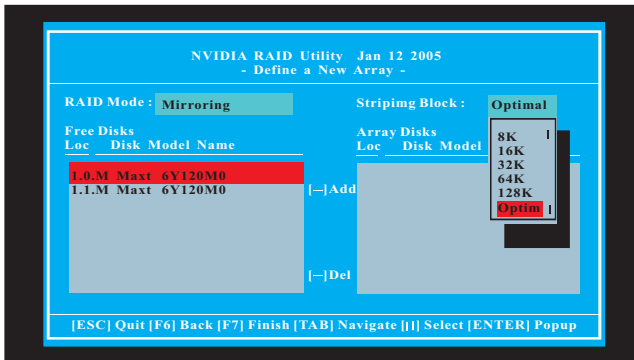 NVIDIA RAID Utility Jan 12 2005
- Define a New Array -
RAID Mode : Mirroring
Stripimg Block : Optimal
Free Disks
Loc Disk Model Name
Array Disks
Loc Disk Model
8K
16K
32K
64K
128K
Optim
1.0.M Maxt 6Y120M0
1.1.M Maxt 6Y120M0
[–]Add
[–]Del
[ESC] Quit [F6] Back [F7] Finish [TAB] Navigate [||] Select [ENTER] Popup